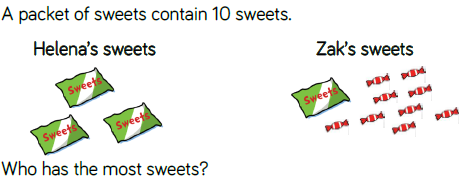 A packet of sweets contain 10 sweets.
Helena's sweets
Zak's sweets
Sweets
Sweets
Sweets
Sweets
Who has the most sweets?